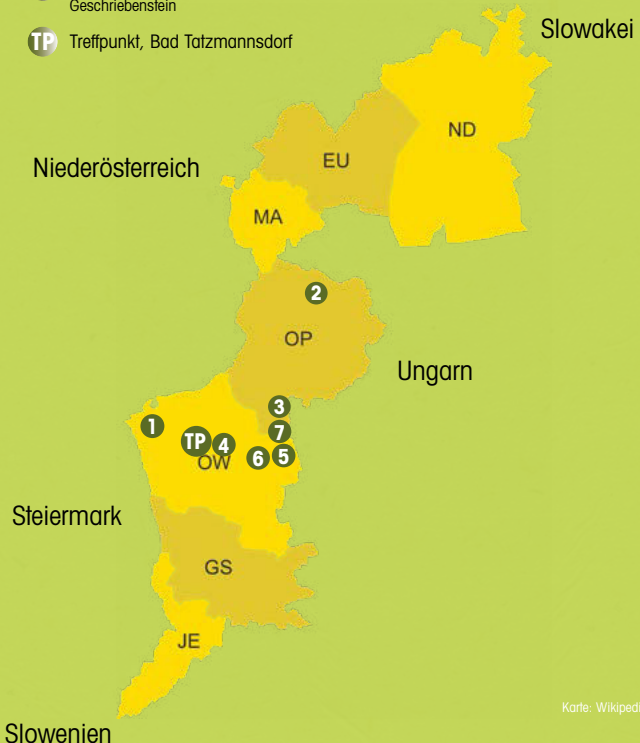 Geschriebenstein
TP Treffpunkt, Bad Tatzmannsdorf
Slowakei
ND
EU
Niederösterreich
MA
2
OP
Ungarn
3
1
7
TP 4
6 5
OW
Steiermark
GS
JE
Karte: Wikipedi
Slowenien